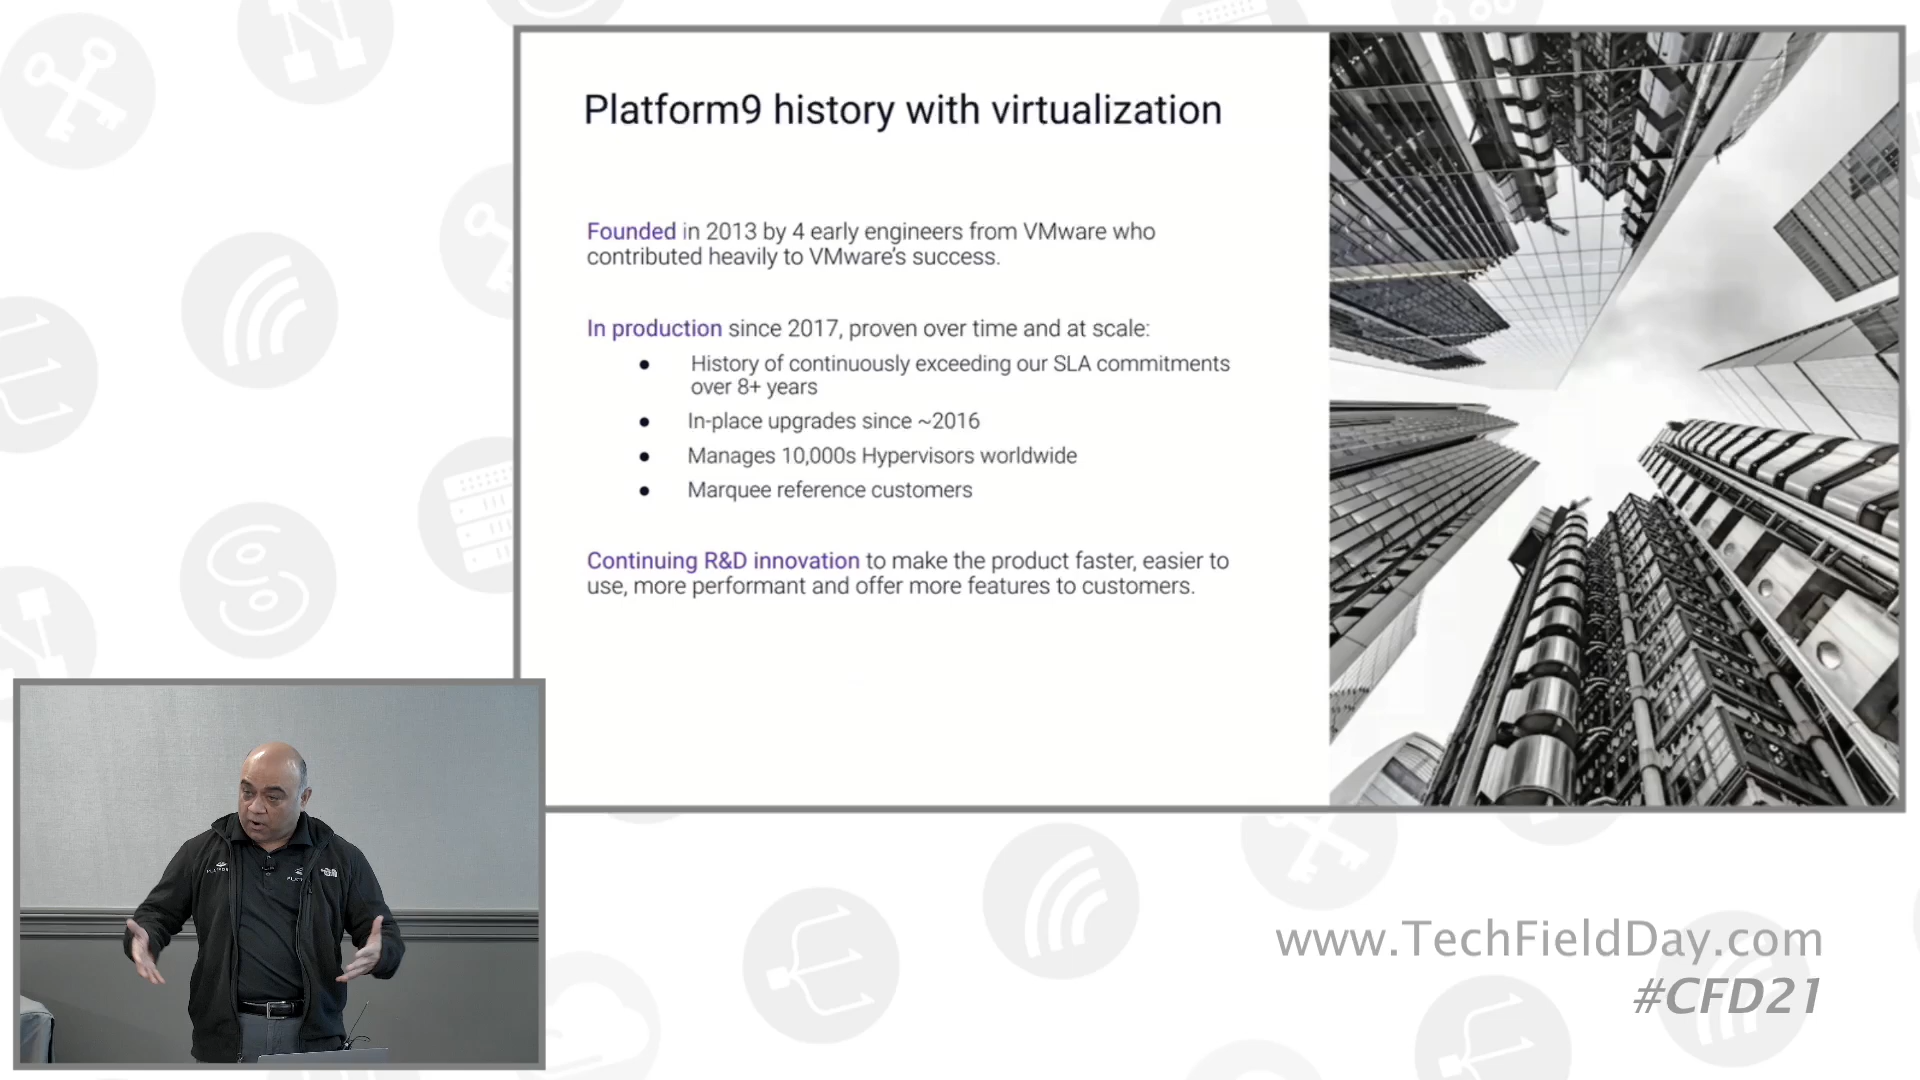 Platform9 history with virtualization
Founded in 2013 by 4 early engineers from VMware who
contributed heavily to VMware's success.
In production since 2017, proven over time and at scale:
● History of continuously exceeding our SLA commitments
over 8+ years
● In-place upgrades since ~2016
● Manages 10,000s Hypervisors worldwide
● Marquee reference customers
Continuing R&D innovation to make the product faster, easier to
use, more performant and offer more features to customers.
www.TechFieldDay.com
#CFD21